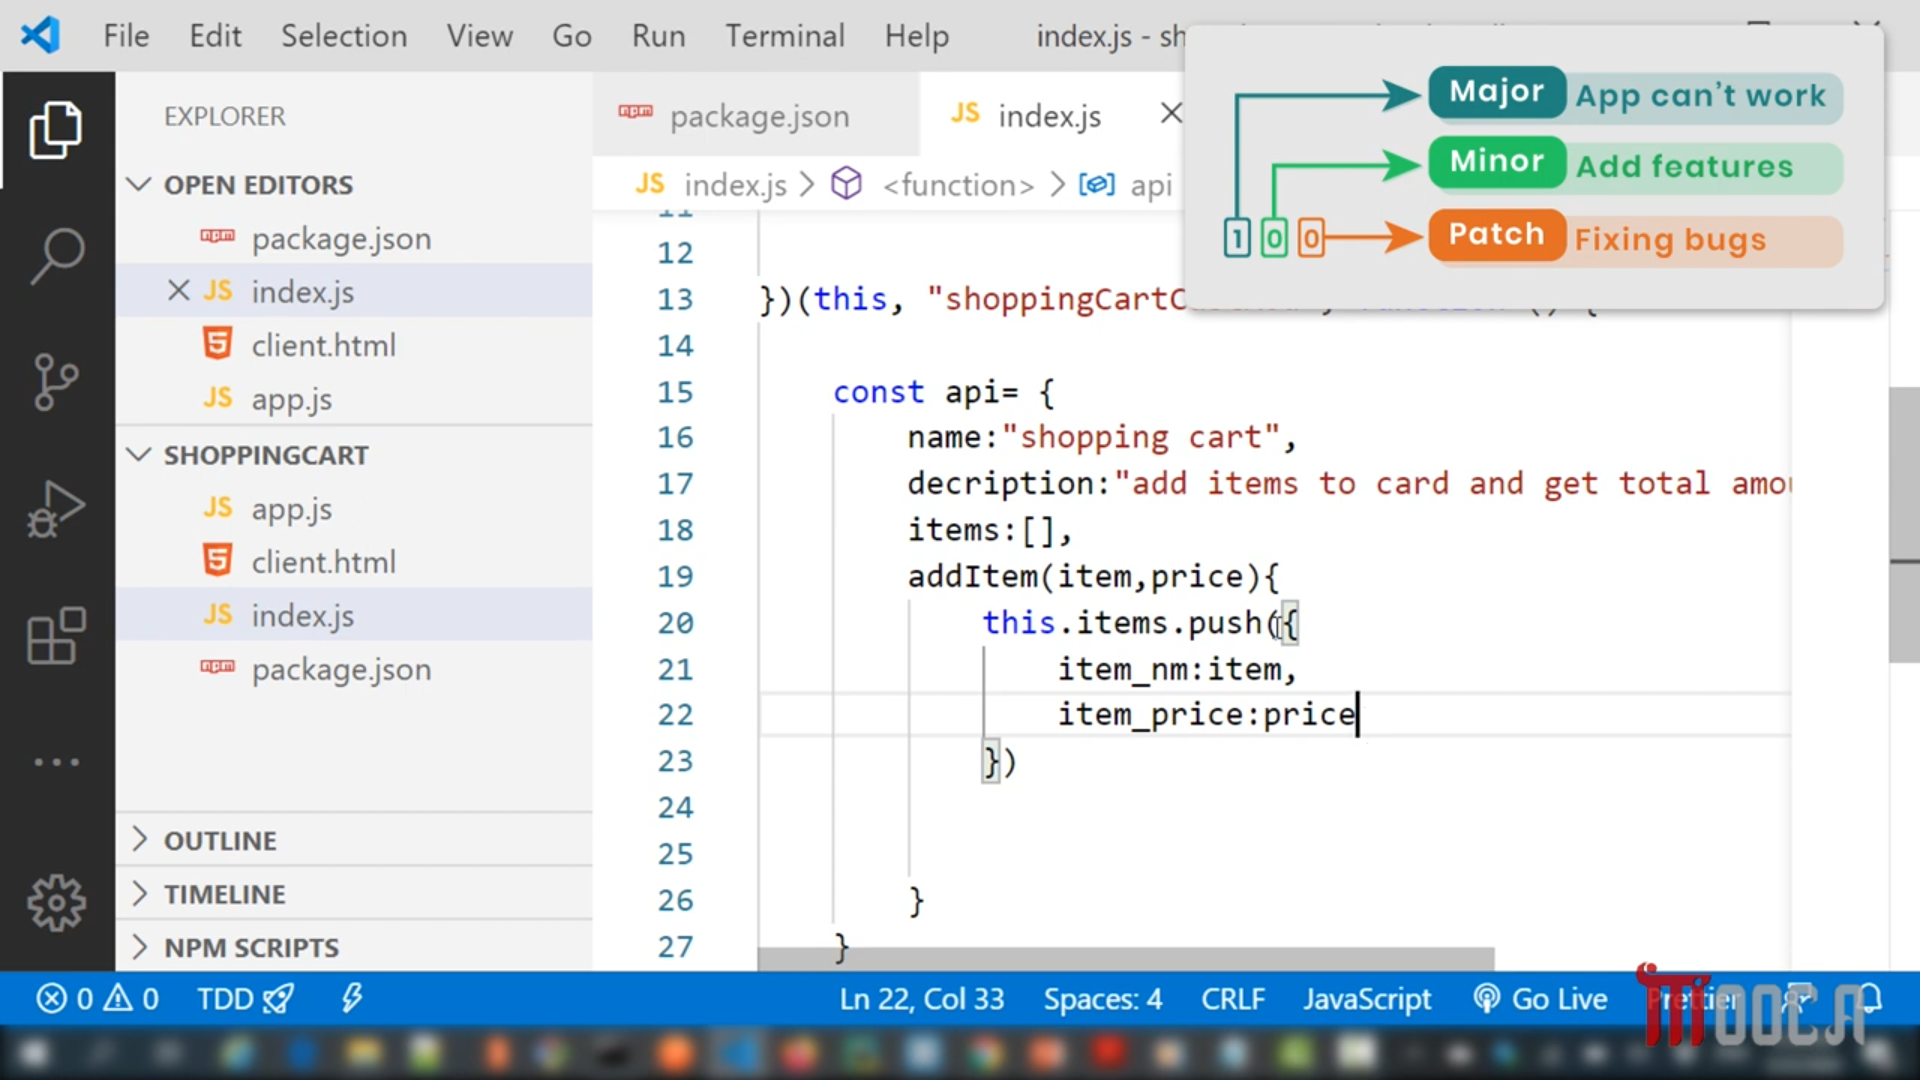 File Edit Selection View Go Run Terminal Help index.js - sh
EXPLORER
OPEN EDITORS
package.json
JS index.js
client.html
JS app.js
SHOPPINGCART
JS app.js
client.html
JS index.js
package.json
OUTLINE
TIMELINE
NPM SCRIPTS
package.json JS index.js
JS index.js > <function> > api
11
12
13 })(this, "shoppingCart
14
15 const api= {
16 name:"shopping cart",
17 decription:"add items to card and get total amou
18 items:[],
19 addItem(item,price){
20 this.items.push({
21 item_nm:item,
22 item_price:price
23 })
24
25
26 }
27 }
Major App can't work
Minor Add features
1 0 0 Patch Fixing bugs
0 0 TDD Ln 22, Col 33 Spaces: 4 CRLF JavaScript Go Live Prettier
MOOCA